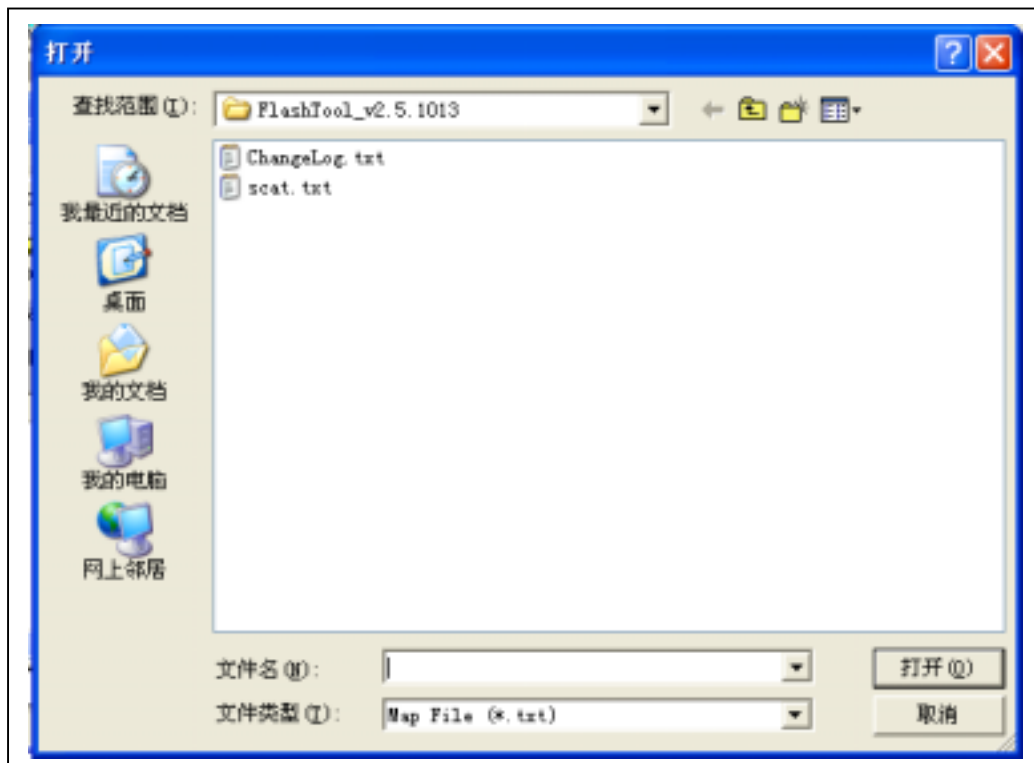 打开
查找范围(I):
FlashTool_v2.5.1013
ChangeLog.txt
scat.txt
我最近的文档
桌面
我的文档
我的电脑
网上邻居
文件名(N):
打开(O)
文件类型(T):
Map File (*.txt)
取消